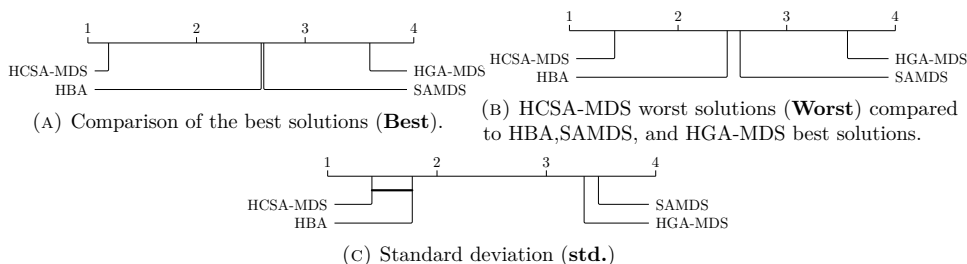 1 2 3 4
HCSA-MDS HGA-MDS
HBA SAMDS
(A) Comparison of the best solutions (Best).
1 2 3 4
HCSA-MDS HGA-MDS
HBA SAMDS
(B) HCSA-MDS worst solutions (Worst) compared
to HBA,SAMDS, and HGA-MDS best solutions.
1 2 3 4
HCSA-MDS SAMDS
HBA HGA-MDS
(C) Standard deviation (std.)